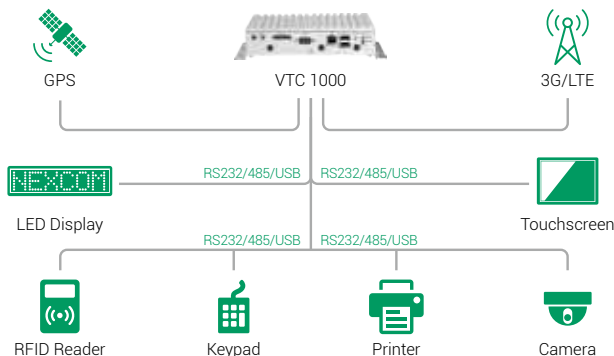 GPS
VTC 1000
3G/LTE
RS232/485/USB RS232/485/USB
NEXCOM
LED Display
Touchscreen
RS232/485/USB RS232/485/USB
RFID Reader
Keypad
Printer
Camera